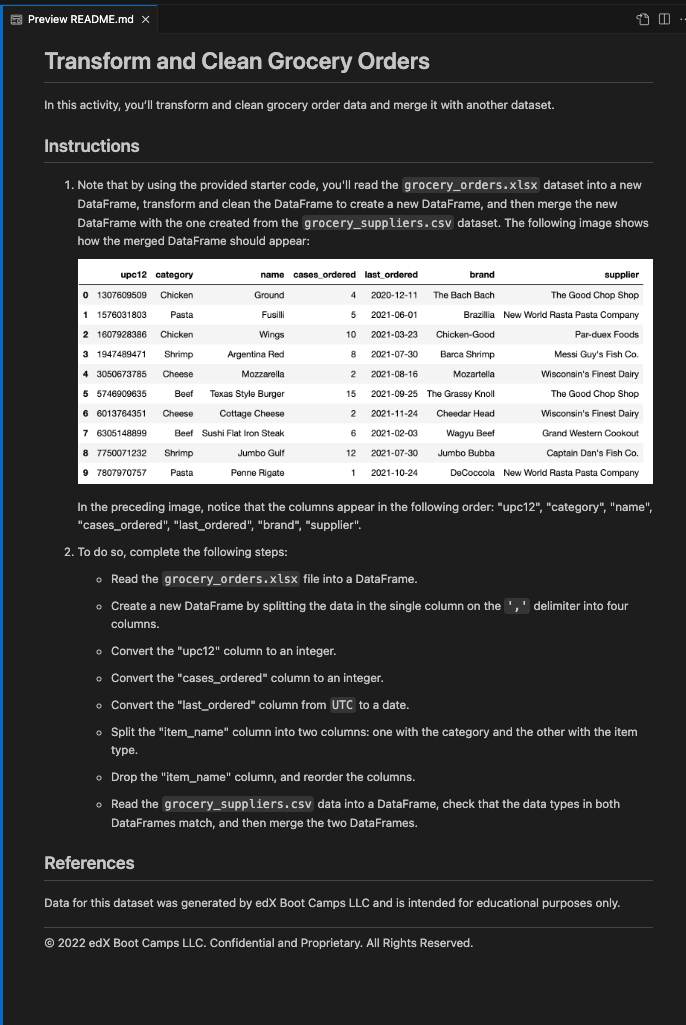 Preview README.md
Transform and Clean Grocery Orders
In this activity, you'll transform and clean grocery order data and merge it with another dataset.
Instructions
1. Note that by using the provided starter code, you'll read the grocery_orders.xlsx dataset into a new
DataFrame, transform and clean the DataFrame to create a new DataFrame, and then merge the new
DataFrame with the one created from the grocery_suppliers.csv dataset. The following image shows
how the merged DataFrame should appear:
upc12 category name cases_ordered last_ordered brand supplier
0 1307609509 Chicken Ground 4 2020-12-11 The Bach Bach The Good Chop Shop
1 1576031803 Pasta Fusilli 5 2021-06-01 Brazillia New World Rasta Pasta Company
2 1607928386 Chicken Wings 10 2021-03-23 Chicken-Good Par-duex Foods
3 1947489471 Shrimp Argentina Red 8 2021-07-30 Barca Shrimp Messi Guy's Fish Co.
4 3050673785 Cheese Mozzarella 2 2021-08-16 Mozartella Wisconsin's Finest Dairy
5 5746909635 Beef Texas Style Burger 15 2021-09-25 The Grassy Knoll The Good Chop Shop
6 6013764351 Cheese Cottage Cheese 2 2021-11-24 Cheedar Head Wisconsin's Finest Dairy
7 6305148899 Beef Sushi Flat Iron Steak 6 2021-02-03 Wagyu Beef Grand Western Cookout
8 7750071232 Shrimp Jumbo Gulf 12 2021-07-30 Jumbo Bubba Captain Dan's Fish Co.
9 7807970757 Pasta Penne Rigate 1 2021-10-24 DeCoccola New World Rasta Pasta Company
In the preceding image, notice that the columns appear in the following order: "upc12", "category", "name",
"cases_ordered", "last_ordered", "brand", "supplier".
2. To do so, complete the following steps:
Read the grocery_orders.xlsx file into a DataFrame.
Create a new DataFrame by splitting the data in the single column on the ',' delimiter into four
columns.
Convert the "upc12" column to an integer.
Convert the "cases_ordered" column to an integer.
Convert the "last_ordered" column from UTC to a date.
Split the "item_name" column into two columns: one with the category and the other with the item
type.
Drop the "item_name" column, and reorder the columns.
Read the grocery_suppliers.csv data into a DataFrame, check that the data types in both
DataFrames match, and then merge the two DataFrames.
References
Data for this dataset was generated by edX Boot Camps LLC and is intended for educational purposes only.
© 2022 edX Boot Camps LLC. Confidential and Proprietary. All Rights Reserved.